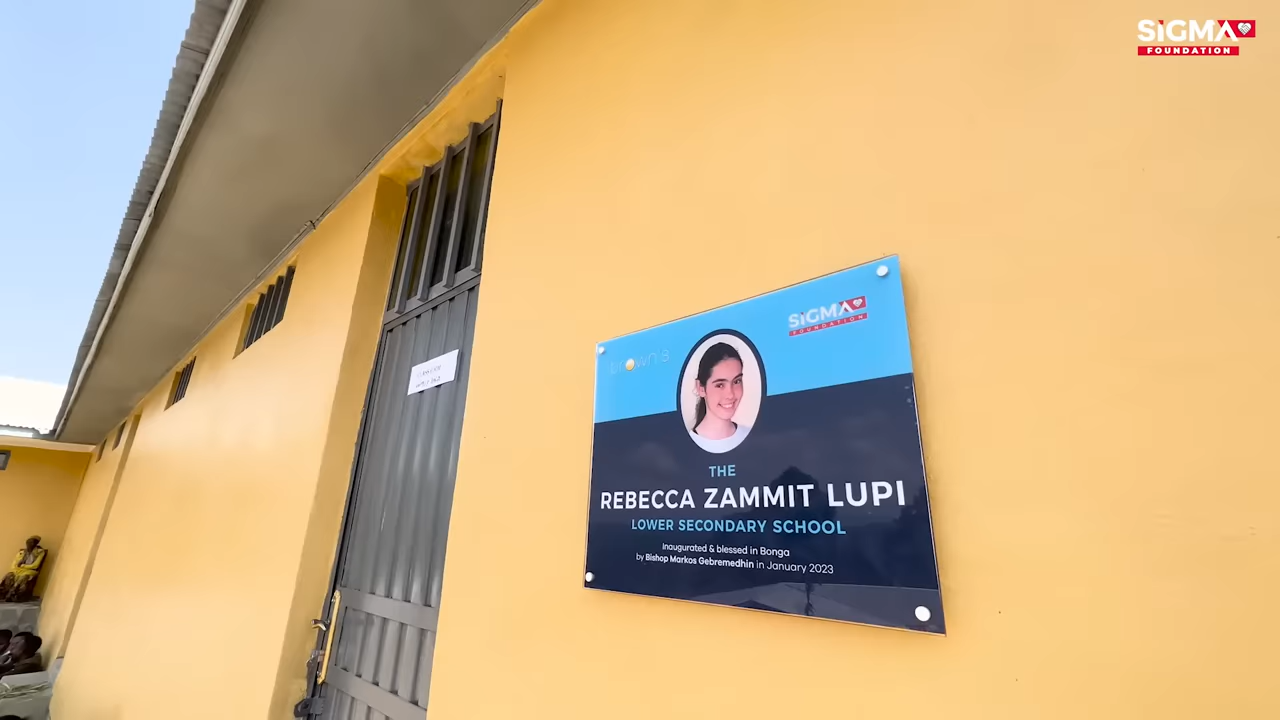 SiGMA
FOUNDATION
brown's
SiGMA
FOUNDATION
THE
REBECCA ZAMMIT LUPI
LOWER SECONDARY SCHOOL
Inaugurated & blessed in Bonga
by Bishop Markos Gebremedhin in January 2023